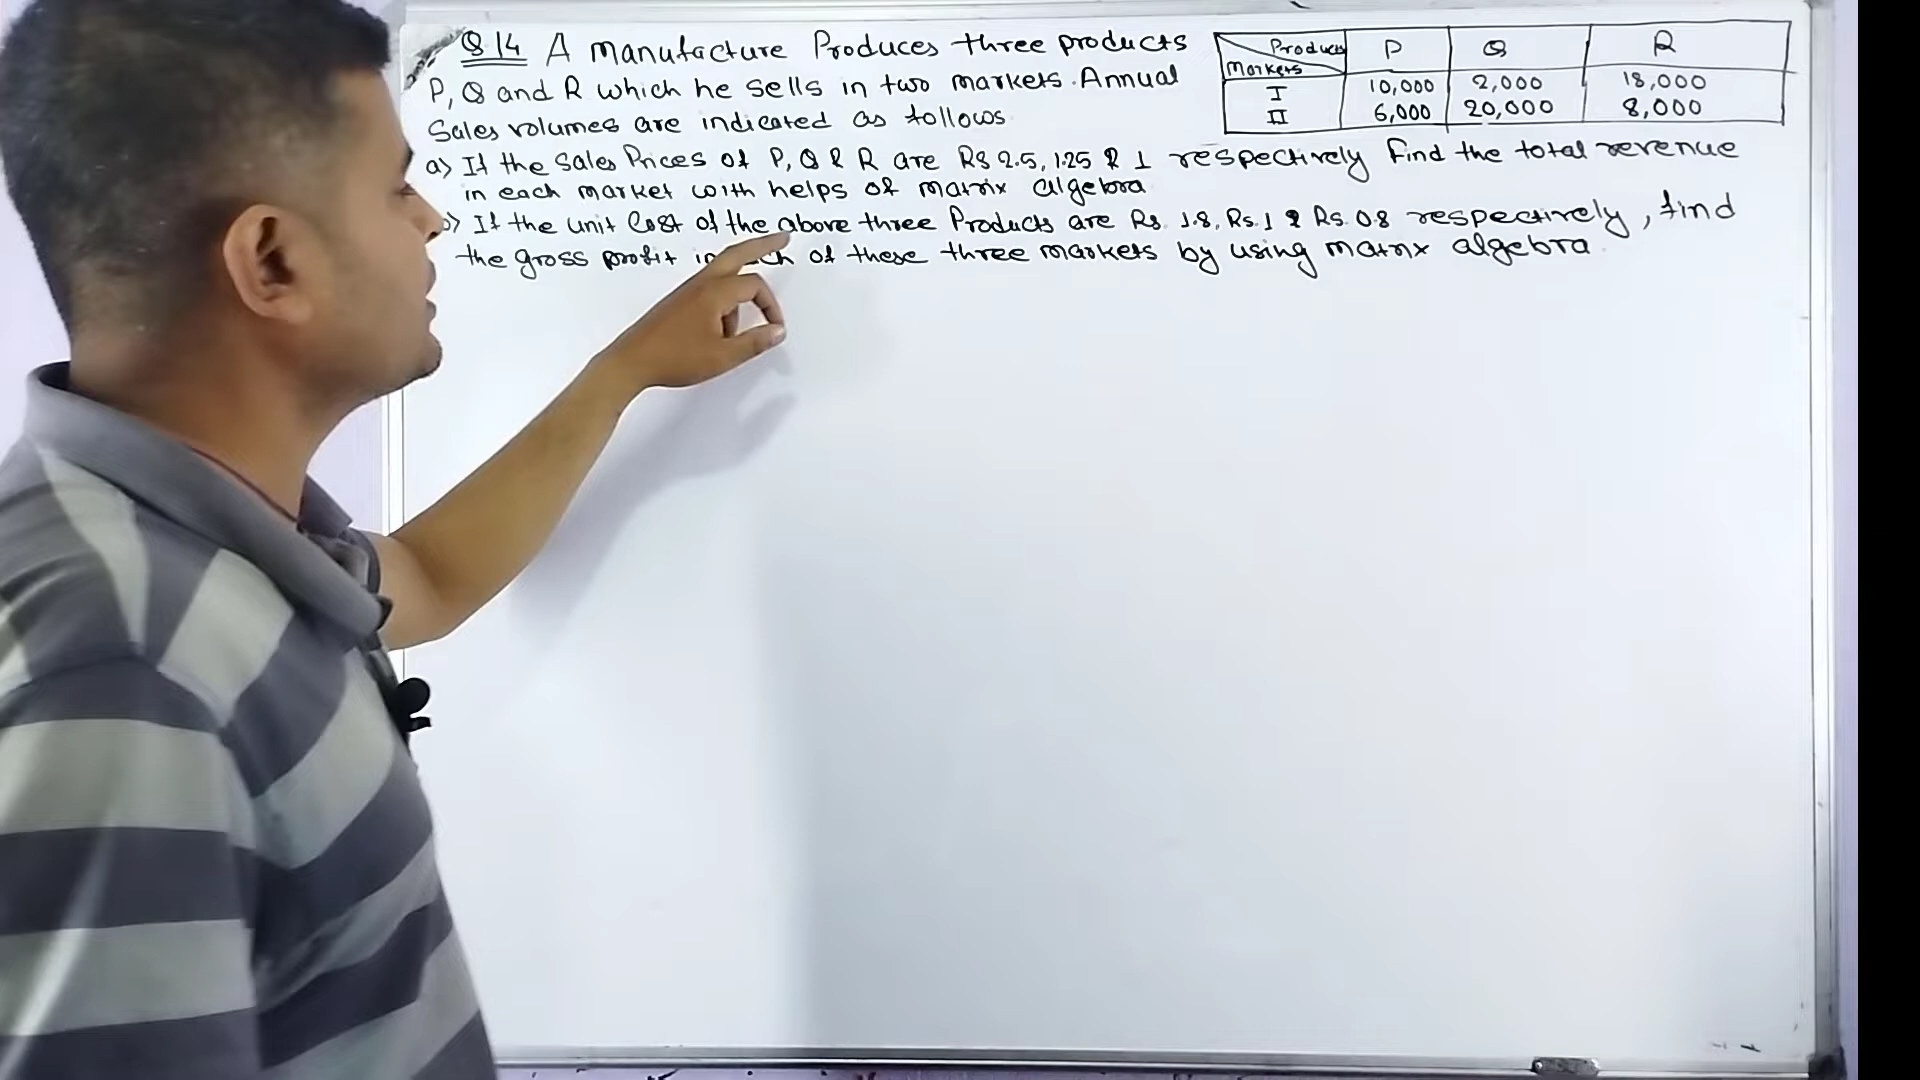 Q 14 A Manufacture Produces three products
P, Q and R which he sells in two markets. Annual
Sales volumes are indicated as follows
Product P Q R
Markets
I 10,000 2,000 18,000
II 6,000 20,000 8,000
a) If the Sales Prices of P, Q & R are Rs 2.5, 1.25 & 1 respectively Find the total revenue
in each market with helps of matrix algebra
b) If the unit Cost of the above three Products are Rs. 1.8, Rs. 1 & Rs. 0.8 respectively, find
the gross profit in of these three markets by using matrix algebra.